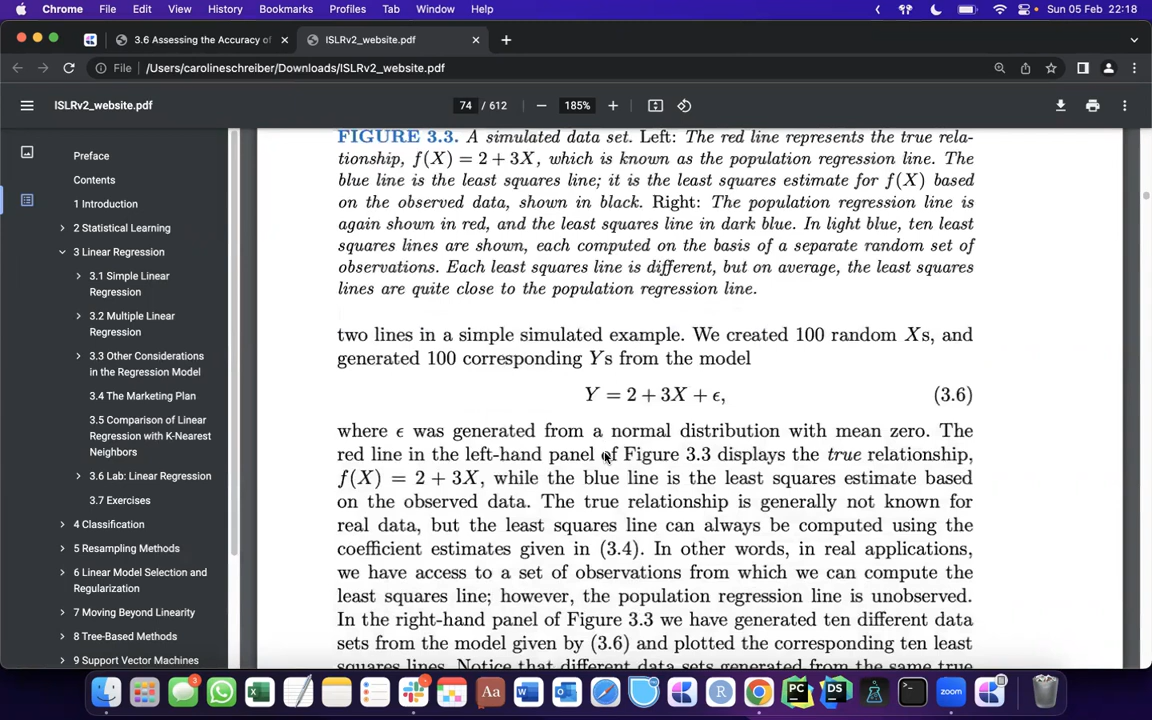 Chrome File Edit View History Bookmarks Profiles Tab Window Help Sun 05 Feb 22:18
3.6 Assessing the Accuracy of ISLRv2_website.pdf
File /Users/carolineschreiber/Downloads/ISLRv2_website.pdf
ISLRv2_website.pdf 74 / 612 185%
Preface
Contents
1 Introduction
2 Statistical Learning
3 Linear Regression
3.1 Simple Linear
Regression
3.2 Multiple Linear
Regression
3.3 Other Considerations
in the Regression Model
3.4 The Marketing Plan
3.5 Comparison of Linear
Regression with K-Nearest
Neighbors
3.6 Lab: Linear Regression
3.7 Exercises
4 Classification
5 Resampling Methods
6 Linear Model Selection and
Regularization
7 Moving Beyond Linearity
8 Tree-Based Methods
9 Support Vector Machines
FIGURE 3.3. A simulated data set. Left: The red line represents the true rela-
tionship, f(X) = 2 + 3X, which is known as the population regression line. The
blue line is the least squares line; it is the least squares estimate for f(X) based
on the observed data, shown in black. Right: The population regression line is
again shown in red, and the least squares line in dark blue. In light blue, ten least
squares lines are shown, each computed on the basis of a separate random set of
observations. Each least squares line is different, but on average, the least squares
lines are quite close to the population regression line.
two lines in a simple simulated example. We created 100 random Xs, and
generated 100 corresponding Ys from the model
Y = 2 + 3X + ϵ, (3.6)
where ϵ was generated from a normal distribution with mean zero. The
red line in the left-hand panel of Figure 3.3 displays the true relationship,
f(X) = 2 + 3X, while the blue line is the least squares estimate based
on the observed data. The true relationship is generally not known for
real data, but the least squares line can always be computed using the
coefficient estimates given in (3.4). In other words, in real applications,
we have access to a set of observations from which we can compute the
least squares line; however, the population regression line is unobserved.
In the right-hand panel of Figure 3.3 we have generated ten different data
sets from the model given by (3.6) and plotted the corresponding ten least
squares lines. Notice that different data sets generated from the same true
3
Aa
R
PC
DS
zoom